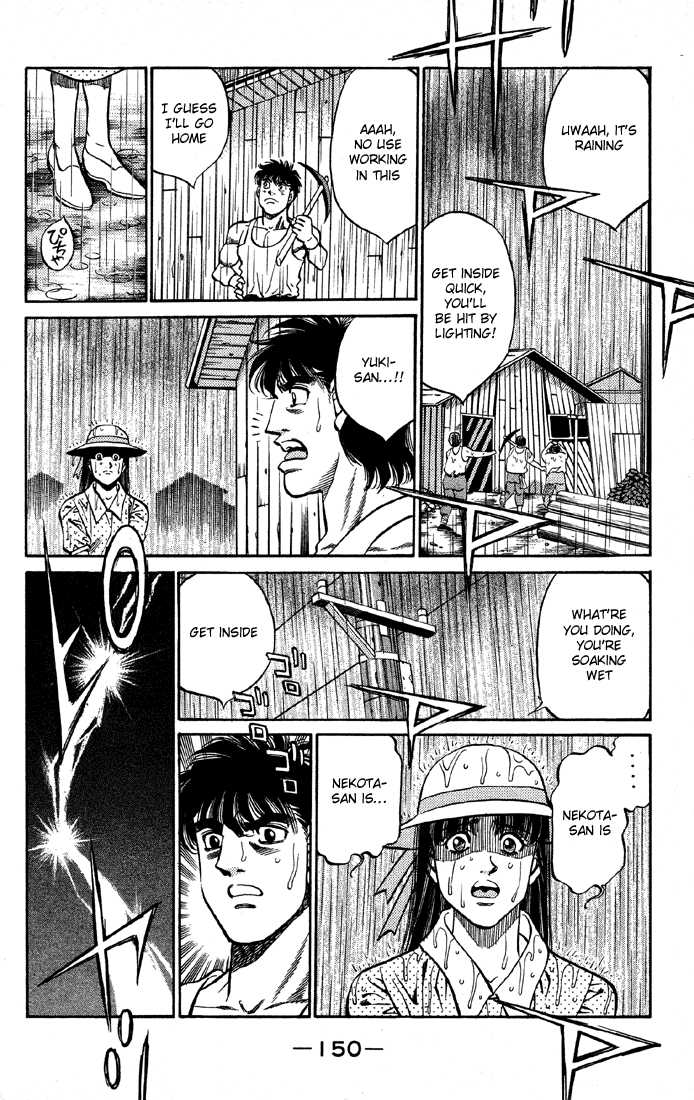 UWAAH, IT'S
RAINING
GET INSIDE
QUICK,
YOU'LL
BE HIT BY
LIGHTING!
AAAH,
NO USE
WORKING
IN THIS
I GUESS
I'LL GO
HOME
ぴちゃ
YUKI-
SAN...!!
WHAT'RE
YOU DOING,
YOU'RE
SOAKING
WET
GET INSIDE
ゴロ
ゴロ
....
NEKOTA-
SAN IS
NEKOTA-
SAN IS...
—150—